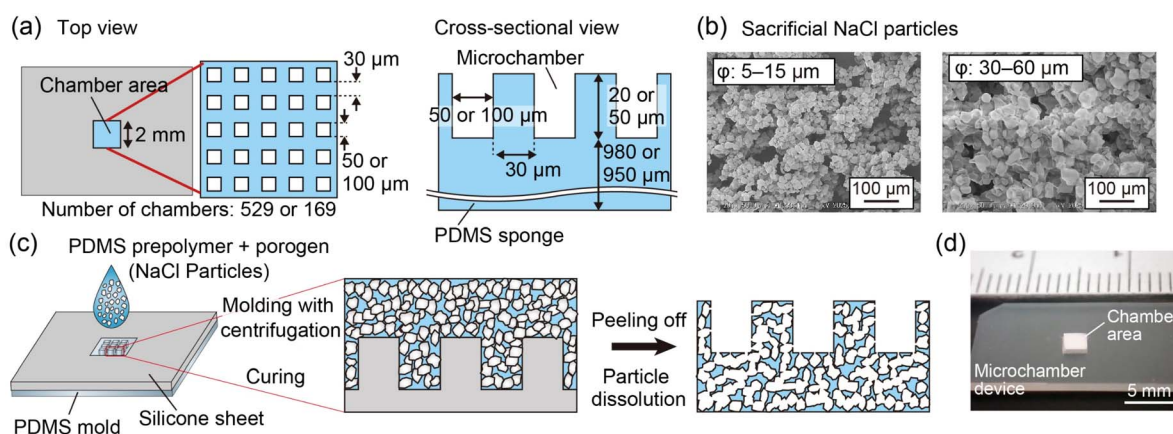 (a)
Top view
30 µm
Chamber area
2 mm
50 or
100 µm
Number of chambers: 529 or 169
Cross-sectional view
Microchamber
50 or 100 µm
20 or
50 µm
30 µm
980 or
950 µm
PDMS sponge
(b)
Sacrificial NaCl particles
φ: 5–15 µm
100 µm
φ: 30–60 µm
100 µm
(c)
PDMS prepolymer + porogen
(NaCl Particles)
Molding with
centrifugation
Curing
Silicone sheet
PDMS mold
Peeling off
Particle
dissolution
(d)
Chamber
area
Microchamber
device
5 mm